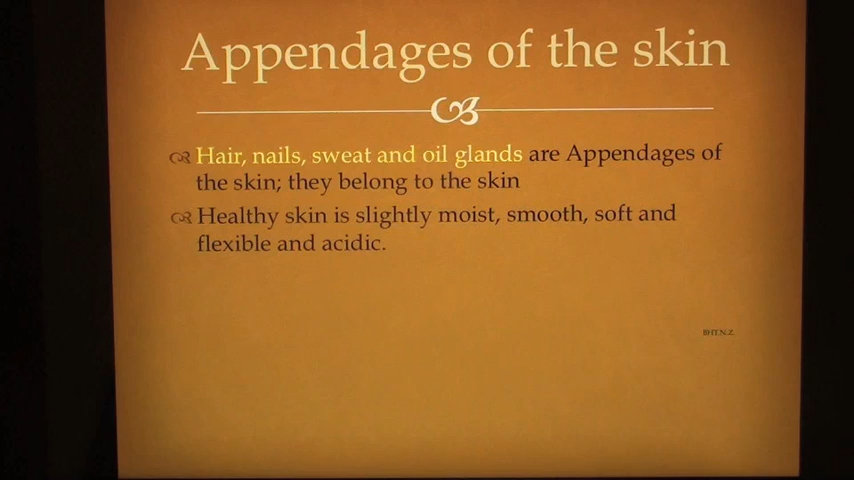 Appendages of the skin
Hair, nails, sweat and oil glands are Appendages of
the skin; they belong to the skin
Healthy skin is slightly moist, smooth, soft and
flexible and acidic.